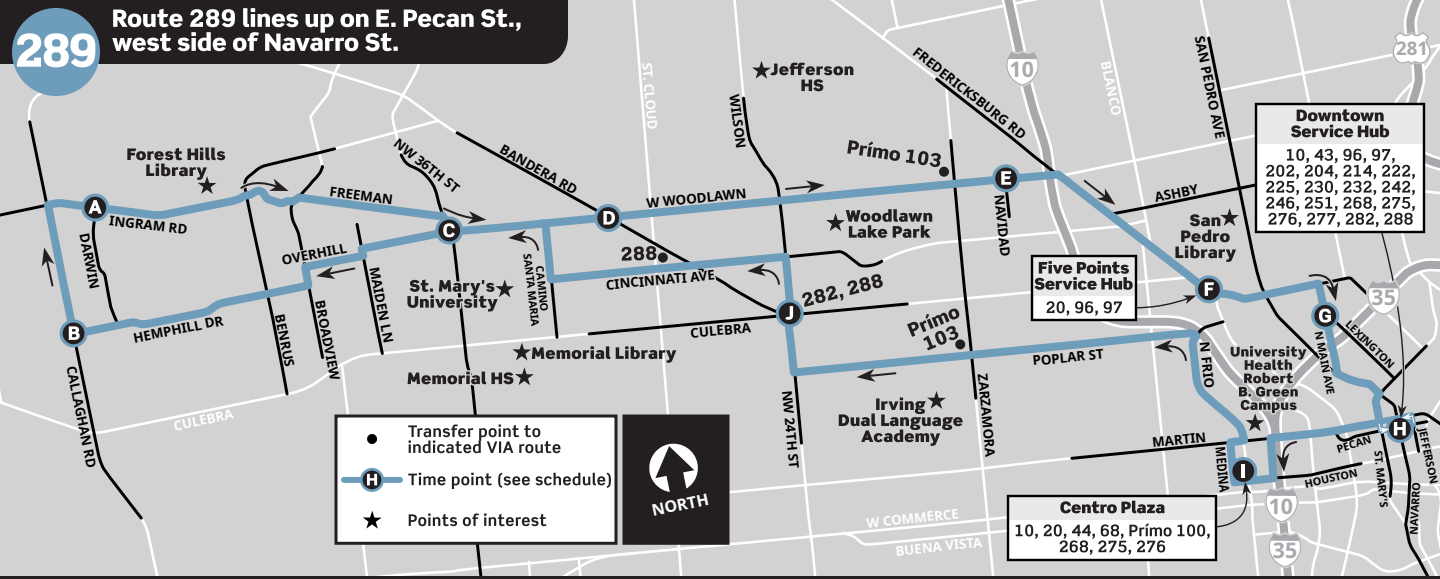 289
Route 289 lines up on E. Pecan St.,
west side of Navarro St.
ST. CLOUD
Jefferson
HS
WILSON
FREDERICKSBURG RD
10
BLANCO
SAN PEDRO AVE
281
Downtown
Service Hub
10, 43, 96, 97,
202, 204, 214, 222,
225, 230, 232, 242,
246, 251, 268, 275,
276, 277, 282, 288
Forest Hills
Library
NW 36TH ST
BANDERA RD
Prímo 103
A
INGRAM RD
FREEMAN
C
D
W WOODLAWN
E
NAVIDAD
ASHBY
San
Pedro
Library
Woodlawn
Lake Park
DARWIN
OVERHILL
MAIDEN LN
St. Mary's
University
CAMINO
SANTA MARIA
288
CINCINNATI AVE
282, 288
J
CULEBRA
Five Points
Service Hub
20, 96, 97
F
G
35
LEXINGTON
N MAIN AVE
B
HEMPHILL DR
BENRUS
BROADVIEW
Memorial Library
Memorial HS
Prímo
103
POPLAR ST
N FRIO
University
Health
Robert
B. Green
Campus
CALLAGHAN RD
CULEBRA
NW 24TH ST
Irving
Dual Language
Academy
ZARZAMORA
MARTIN
MEDINA
I
H
PECAN
HOUSTON
ST. MARY'S
JEFFERSON
NAVARRO
Transfer point to
indicated VIA route
H
Time point (see schedule)
Points of interest
NORTH
W COMMERCE
BUENA VISTA
Centro Plaza
10, 20, 44, 68, Prímo 100,
268, 275, 276
10
35